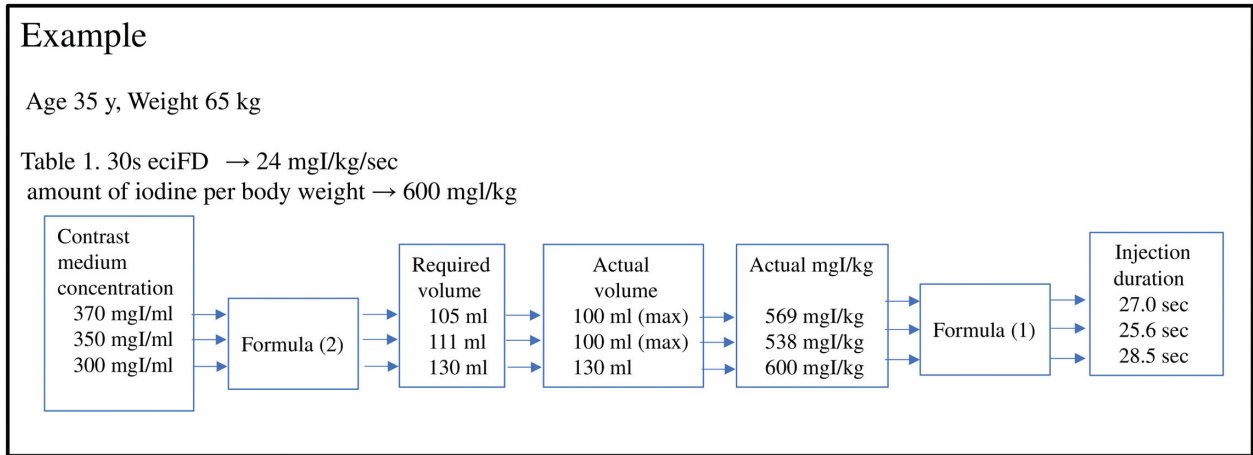 Example
Age 35 y, Weight 65 kg
Table 1. 30s eciFD → 24 mgI/kg/sec
amount of iodine per body weight → 600 mgl/kg
Contrast
medium
concentration
370 mgI/ml
350 mgI/ml
300 mgI/ml
Formula (2)
Required
volume
105 ml
111 ml
130 ml
Actual
volume
100 ml (max)
100 ml (max)
130 ml
Actual mgI/kg
569 mgI/kg
538 mgI/kg
600 mgI/kg
Formula (1)
Injection
duration
27.0 sec
25.6 sec
28.5 sec